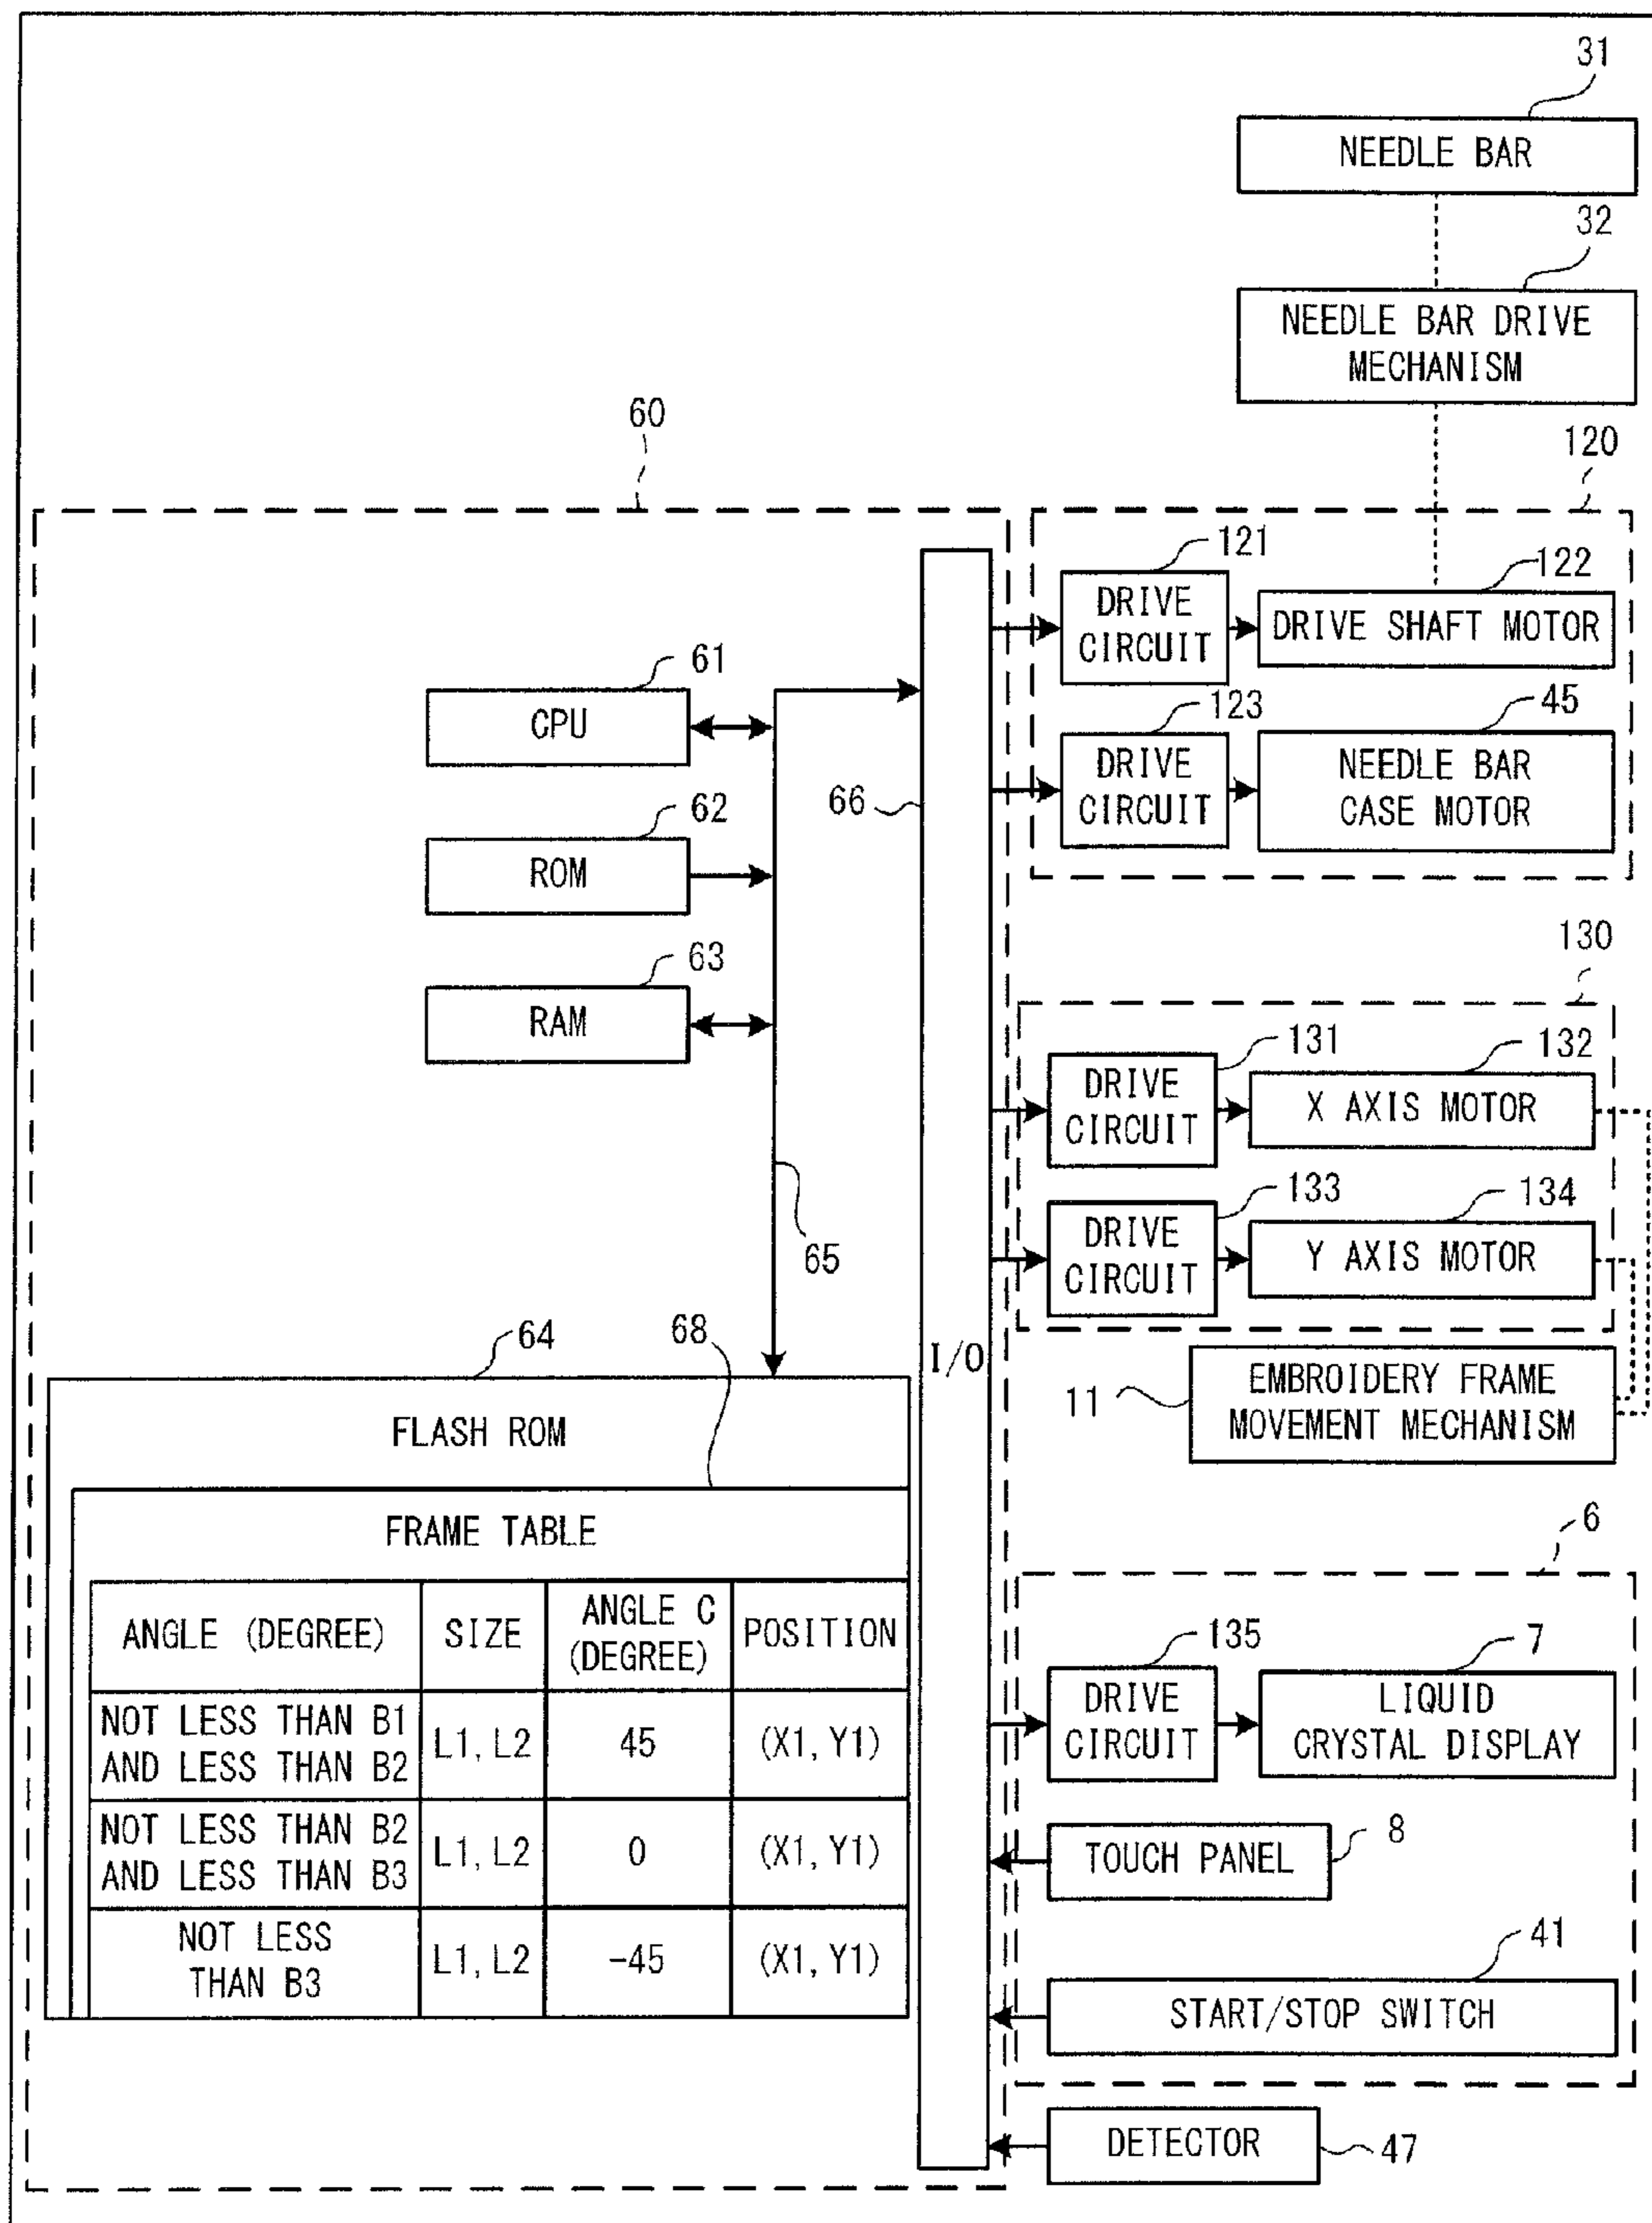 31
NEEDLE BAR
32
NEEDLE BAR DRIVE
MECHANISM
60
120
121
122
DRIVE
CIRCUIT
DRIVE SHAFT MOTOR
61
CPU
123
45
DRIVE
CIRCUIT
NEEDLE BAR
CASE MOTOR
66
62
ROM
63
RAM
130
131
132
DRIVE
CIRCUIT
X AXIS MOTOR
133
134
DRIVE
CIRCUIT
Y AXIS MOTOR
65
I/O
11
EMBROIDERY FRAME
MOVEMENT MECHANISM
64
68
FLASH ROM
FRAME TABLE
ANGLE (DEGREE)
SIZE
ANGLE C
(DEGREE)
POSITION
NOT LESS THAN B1
AND LESS THAN B2
L1, L2
45
(X1, Y1)
NOT LESS THAN B2
AND LESS THAN B3
L1, L2
0
(X1, Y1)
NOT LESS
THAN B3
L1, L2
-45
(X1, Y1)
6
135
7
DRIVE
CIRCUIT
LIQUID
CRYSTAL DISPLAY
8
TOUCH PANEL
41
START/STOP SWITCH
DETECTOR
47